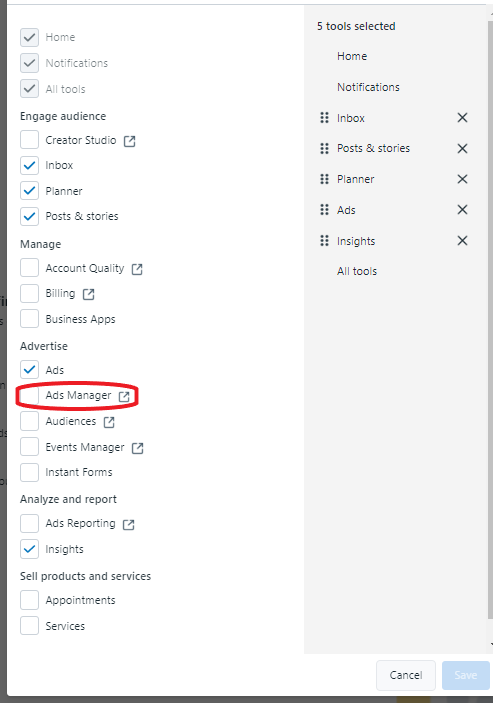 Home
Notifications
All tools
Engage audience
Creator Studio
Inbox
Planner
Posts & stories
Manage
Account Quality
Billing
Business Apps
Advertise
Ads
Ads Manager
Audiences
Events Manager
Instant Forms
Analyze and report
Ads Reporting
Insights
Sell products and services
Appointments
Services
5 tools selected
Home
Notifications
Inbox
Posts & stories
Planner
Ads
Insights
All tools
Cancel
Save